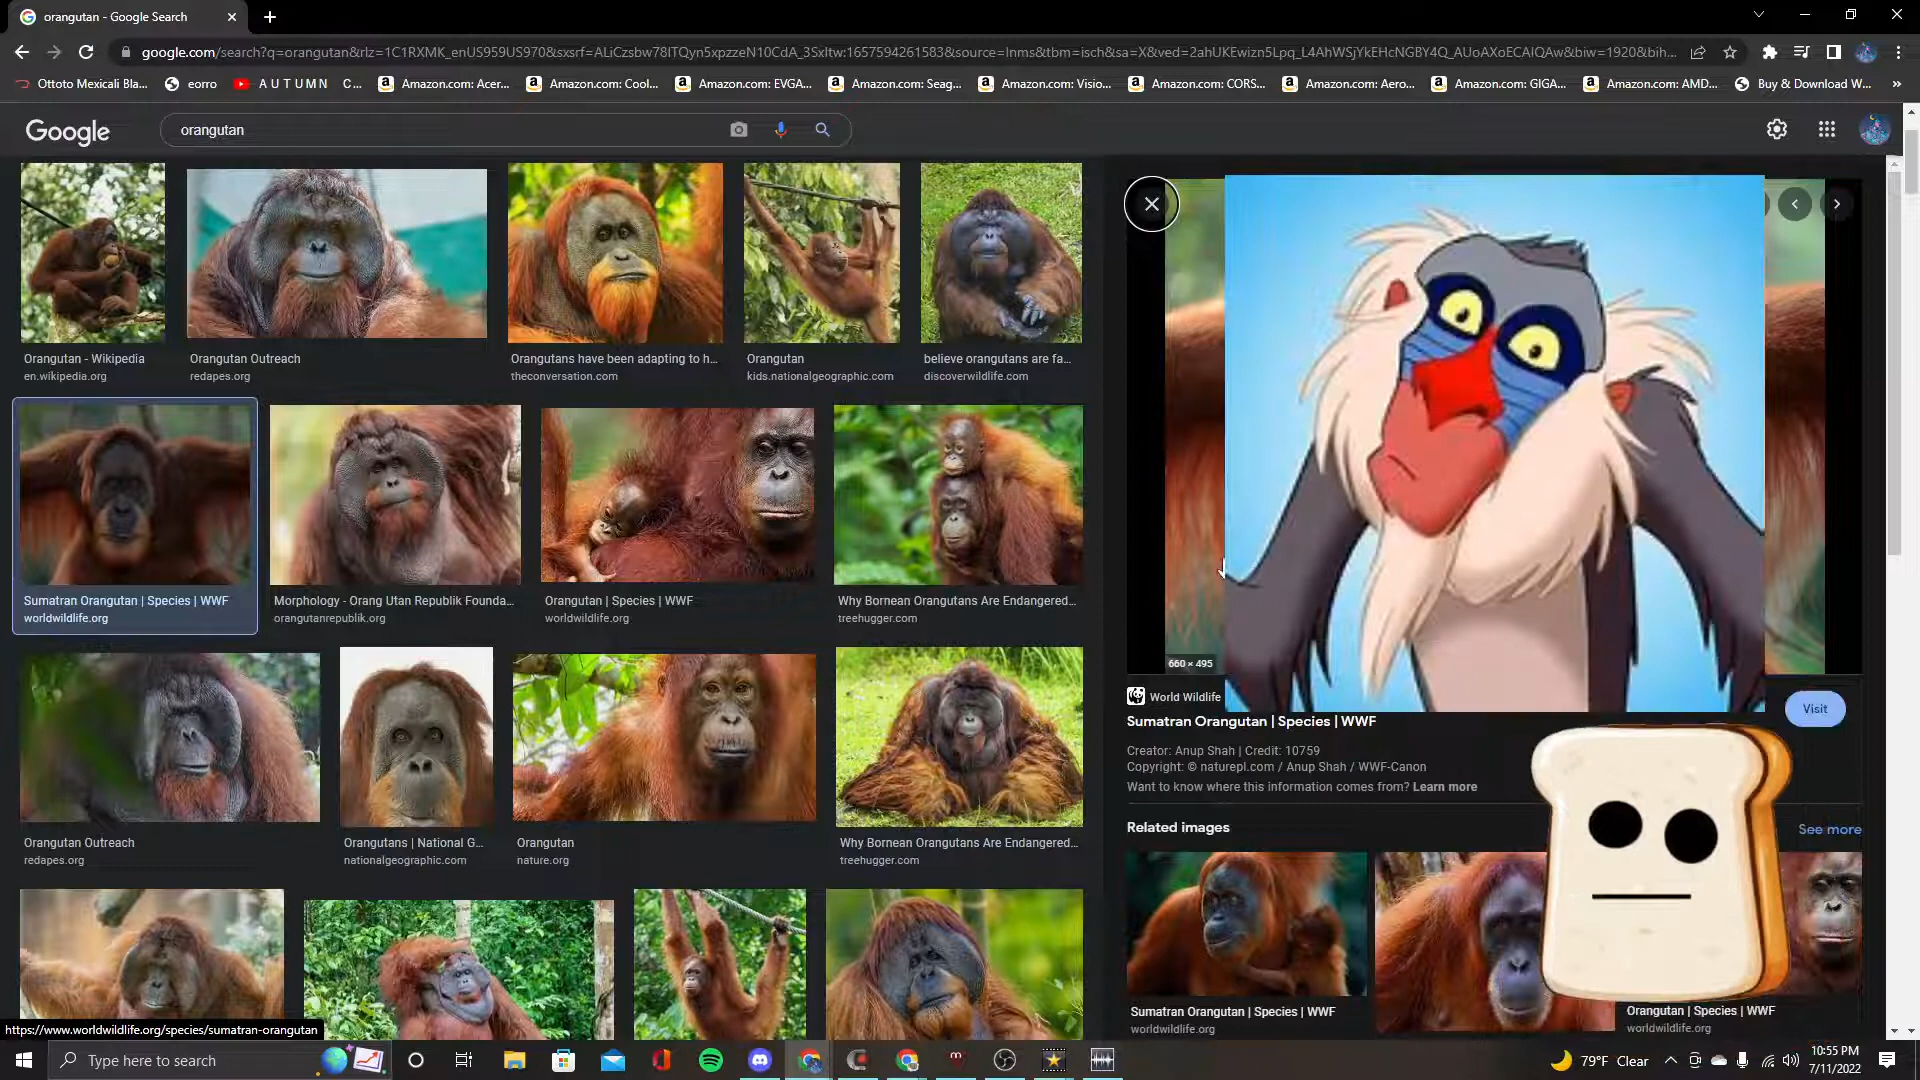 orangutan - Google Search
google.com/search?q=orangutan&rlz=1C1RXMK_enUS959US970&sxsrf=ALiCzsbw78ITQyn5xpzzeN10CdA_3SxItw:1657594261583&source=lnms&tbm=isch&sa=X&ved=2ahUKEwizn5Lpq_L4AhWSjYkEHcNGBY4Q_AUoAXoECAIQAw&biw=1920&bih...
Ottoto Mexicali Bla...
eorro
A U T U M N C...
Amazon.com: Acer...
Amazon.com: Cool...
Amazon.com: EVGA...
Amazon.com: Seag...
Amazon.com: Visio...
Amazon.com: CORS...
Amazon.com: Aero...
Amazon.com: GIGA...
Amazon.com: AMD...
Buy & Download W...
Google
orangutan
Orangutan - Wikipedia
en.wikipedia.org
Orangutan Outreach
redapes.org
Orangutans have been adapting to h...
theconversation.com
Orangutan
kids.nationalgeographic.com
believe orangutans are fa...
discoverwildlife.com
Sumatran Orangutan | Species | WWF
worldwildlife.org
Morphology - Orang Utan Republik Founda...
orangutanrepublik.org
Orangutan | Species | WWF
worldwildlife.org
Why Bornean Orangutans Are Endangered...
treehugger.com
Orangutan Outreach
redapes.org
Orangutans | National G...
nationalgeographic.com
Orangutan
nature.org
Why Bornean Orangutans Are Endangered...
treehugger.com
660 × 495
World Wildlife
Sumatran Orangutan | Species | WWF
Visit
Creator: Anup Shah | Credit: 10759
Copyright: © naturepl.com / Anup Shah / WWF-Canon
Want to know where this information comes from? Learn more
Related images
See more
Sumatran Orangutan | Species | WWF
worldwildlife.org
Orangutan | Species | WWF
worldwildlife.org
https://www.worldwildlife.org/species/sumatran-orangutan
Type here to search
79°F Clear
10:55 PM
7/11/2022